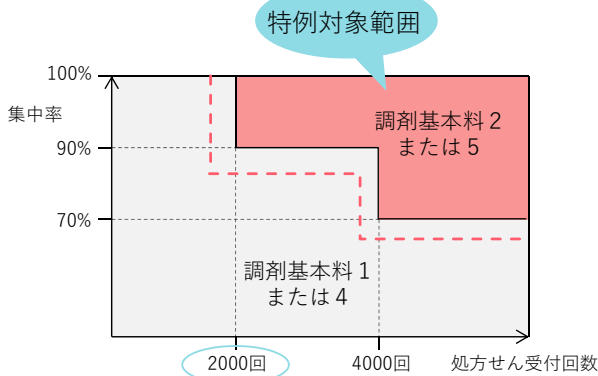 特例対象範囲
100%
集中率
調剤基本料２
または５
90%
70%
調剤基本料１
または４
2000回
4000回
処方せん受付回数